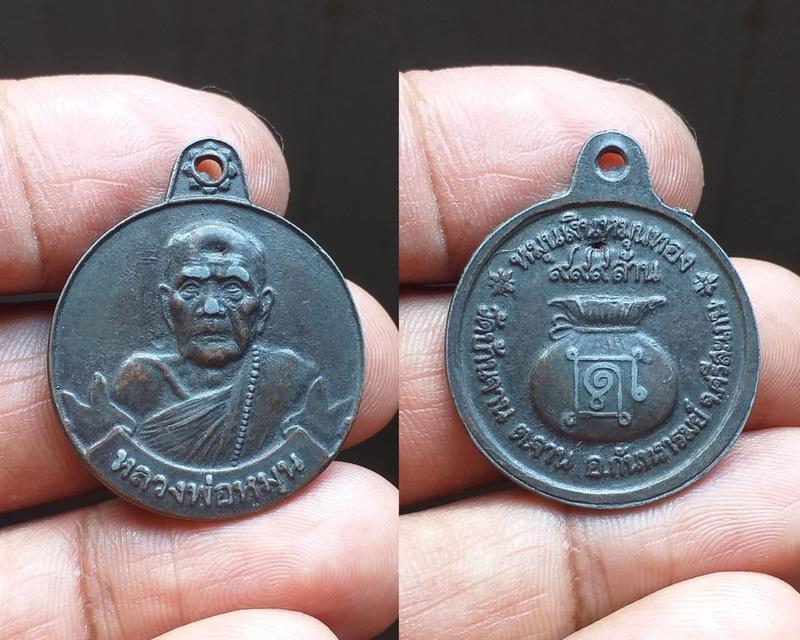 หลวงพ่อหมุน
หมุนเงินหมุนทอง
๙๙๙ล้าน
วัดบ้านจาน ต.จาน อ.กันทรารมย์ จ.ศรีสะเกษ